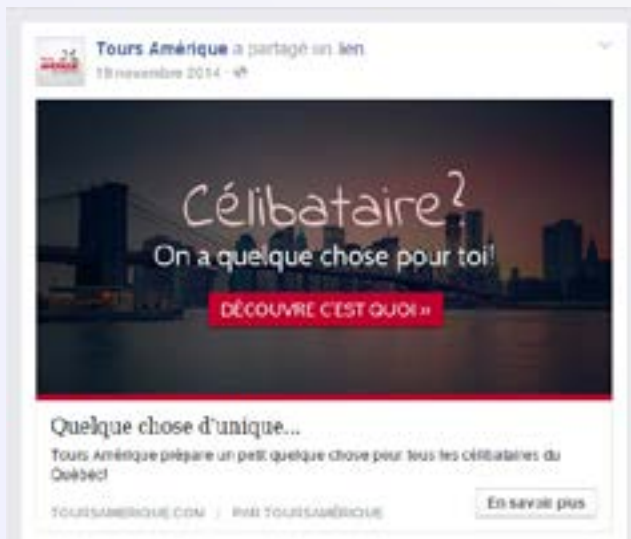 Tours Amérique a partagé un lien
19 novembre 2014
Célibataire?
On a quelque chose pour toi!
DÉCOUVRE C'EST QUOI »
Quelque chose d'unique...
Tours Amérique prépare un petit quelque chose pour tous les célibataires du
Québec!
TOURSAMERIQUE.COM | PAR TOURSAMÉRIQUE
En savoir plus